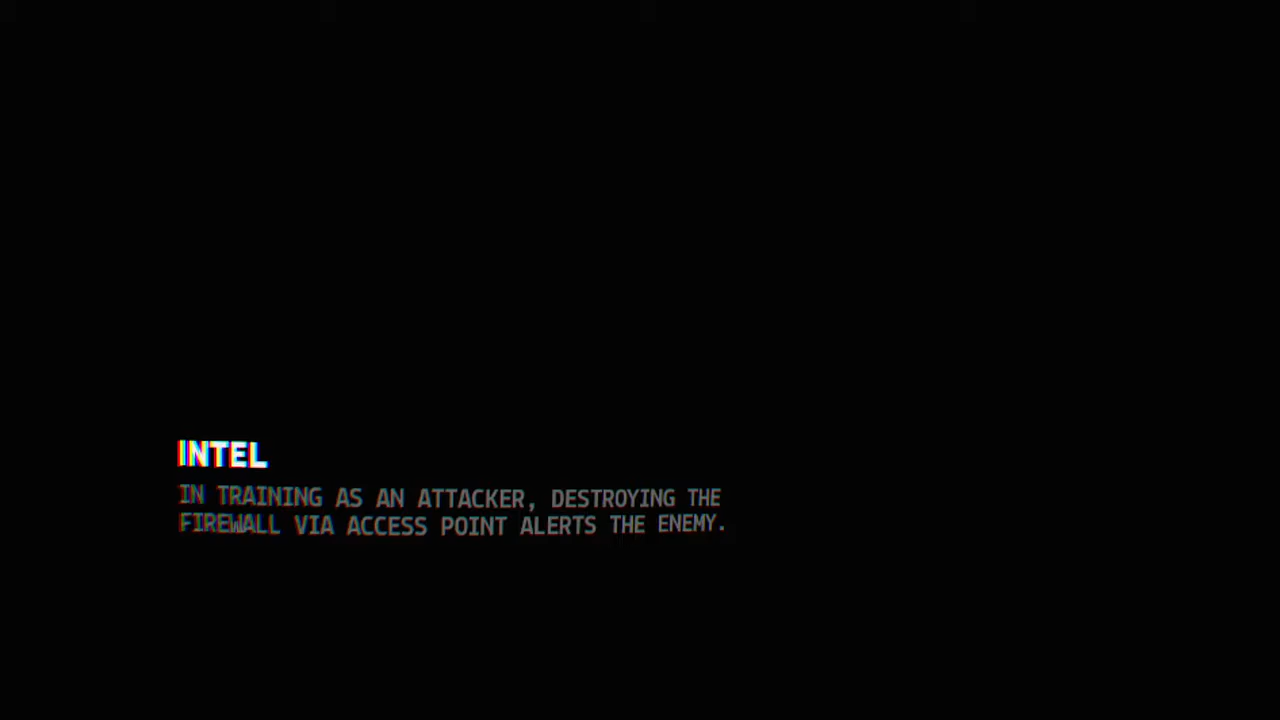 INTEL
IN TRAINING AS AN ATTACKER, DESTROYING THE
FIREWALL VIA ACCESS POINT ALERTS THE ENEMY.